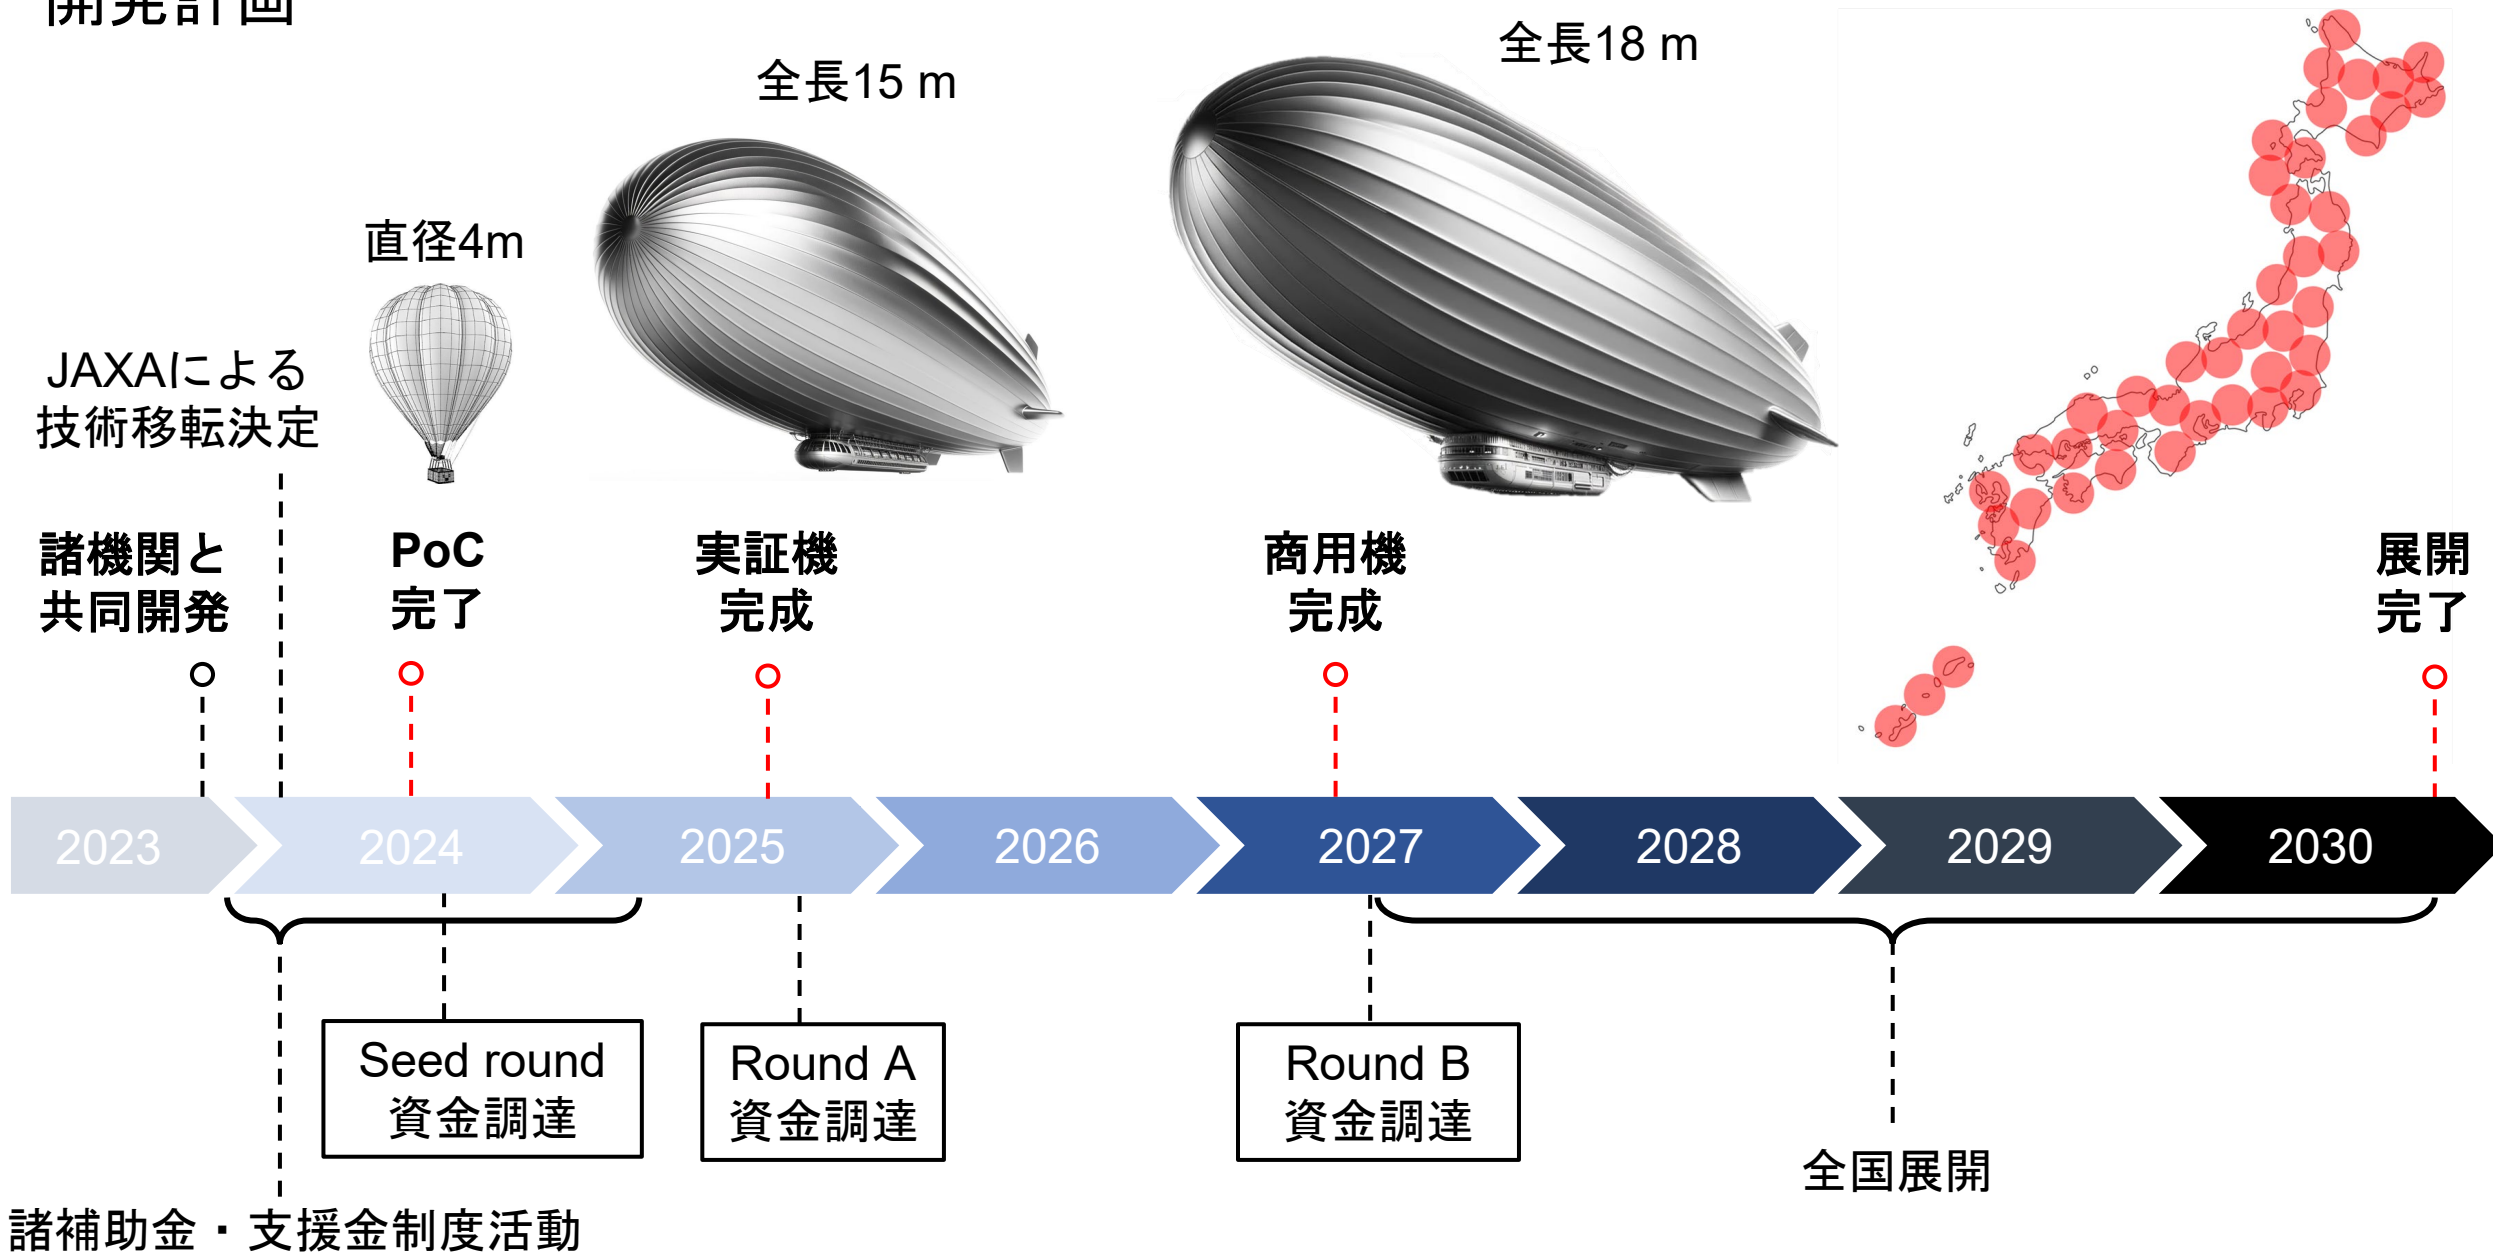 開発計画
全長15 m
全長18 m
直径4m
JAXAによる
技術移転決定
諸機関と
共同開発
PoC
完了
実証機
完成
商用機
完成
展開
完了
2023
2024
2025
2026
2027
2028
2029
2030
Seed round
資金調達
Round A
資金調達
Round B
資金調達
全国展開
諸補助金・支援金制度活動